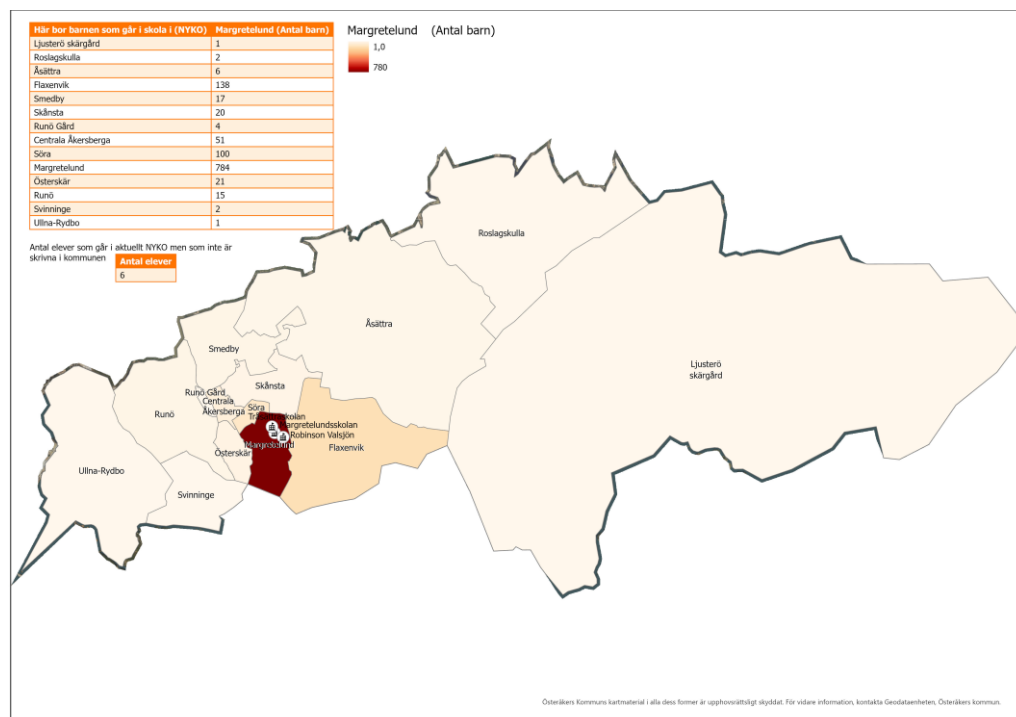 Här bor barnen som går i skola i (NYKO) Margretelund (Antal barn)
Ljusterö skärgård 1
Roslagskulla 2
Åsättra 6
Flaxenvik 138
Smedby 17
Skånsta 20
Runö Gård 4
Centrala Åkersberga 51
Söra 100
Margretelund 784
Österskär 21
Runö 15
Svinninge 2
Ullna-Rydbo 1
Antal elever som går i aktuellt NYKO men som inte är
skrivna i kommunen
Antal elever
6
Margretelund (Antal barn)
1,0
780
Roslagskulla
Åsättra
Smedby
Ljusterö
skärgård
Skånsta
Runö Gård
Centrala
Åkersberga
Runö
Söra
Margretelundsskolan
Robinson Valsjön
Margretelund
Flaxenvik
Österskär
Ullna-Rydbo
Svinninge
Österåkers Kommuns kartmaterial i alla dess former är upphovsrättsligt skyddat. För vidare information, kontakta Geodataenheten, Österåkers kommun.